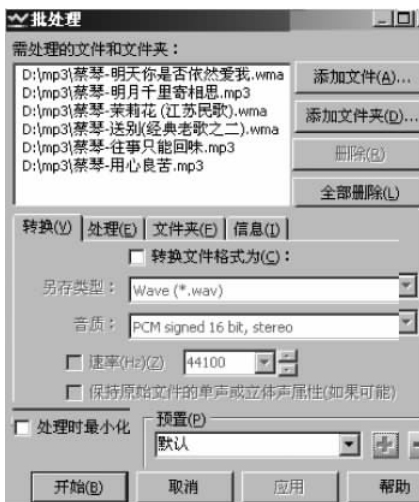 批处理
需处理的文件和文件夹：
D:\mp3\蔡琴-明天你是否依然爱我.wma
D:\mp3\蔡琴-明月千里寄相思.mp3
D:\mp3\蔡琴-茉莉花 (江苏民歌).wma
D:\mp3\蔡琴-送别(经典老歌之二).wma
D:\mp3\蔡琴-往事只能回味.mp3
D:\mp3\蔡琴-用心良苦.mp3
添加文件(A)...
添加文件夹(D)...
删除(R)
全部删除(L)
转换(V) 处理(E) 文件夹(F) 信息(I)
转换文件格式为(C)：
另存类型： Wave (*.wav)
音质： PCM signed 16 bit, stereo
速率(Hz)(Z) 44100
保持原始文件的单声或立体声属性(如果可能)
处理时最小化
预置(P)
默认
开始(B) 取消 应用 帮助